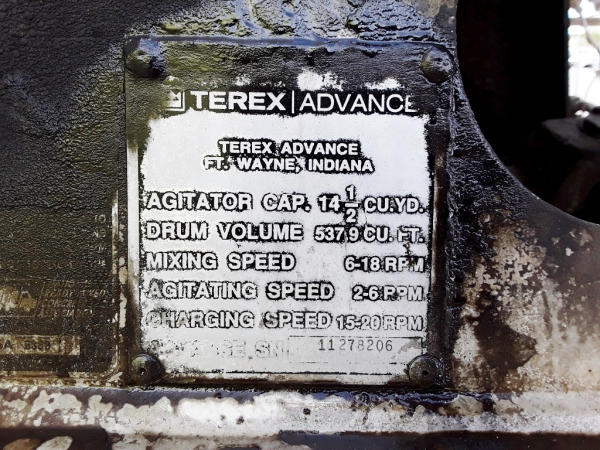 TEREX | ADVANCE
TEREX ADVANCE
FT. WAYNE, INDIANA
AGITATOR CAP. 14 1/2 CU.YD.
DRUM VOLUME 537.9 CU. FT.
MIXING SPEED 6-18 RPM
AGITATING SPEED 2-6 RPM
CHARGING SPEED 15-20 RPM
11278206